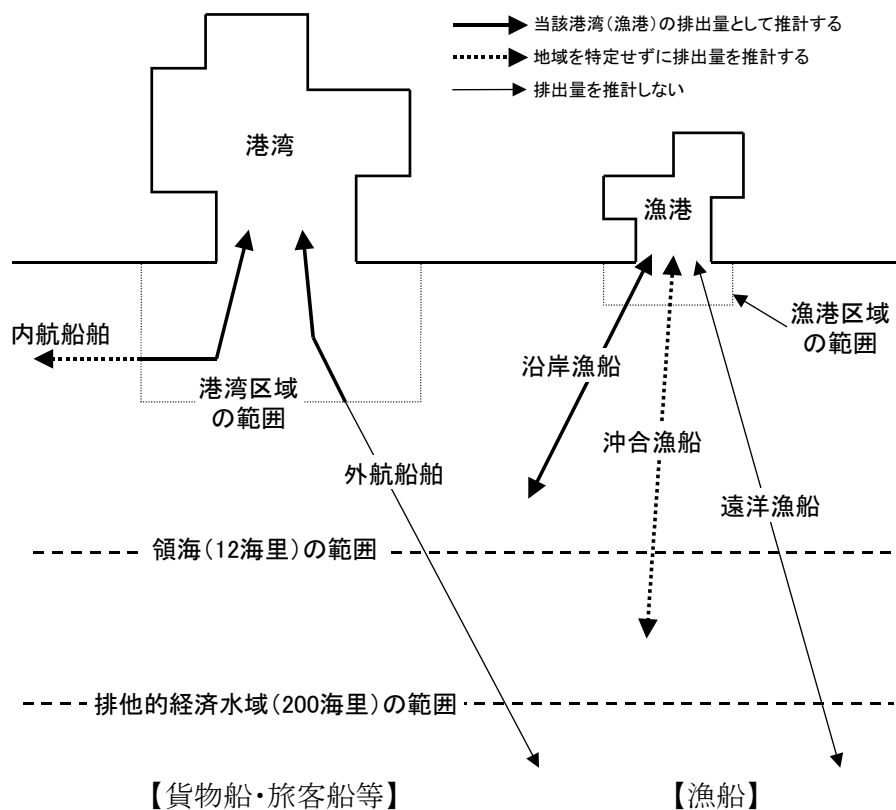 当該港湾(漁港)の排出量として推計する
地域を特定せずに排出量を推計する
排出量を推計しない
港湾
漁港
内航船舶
港湾区域
の範囲
漁港区域
の範囲
沿岸漁船
沖合漁船
外航船舶
遠洋漁船
領海(12海里)の範囲
排他的経済水域(200海里)の範囲
【貨物船・旅客船等】
【漁船】